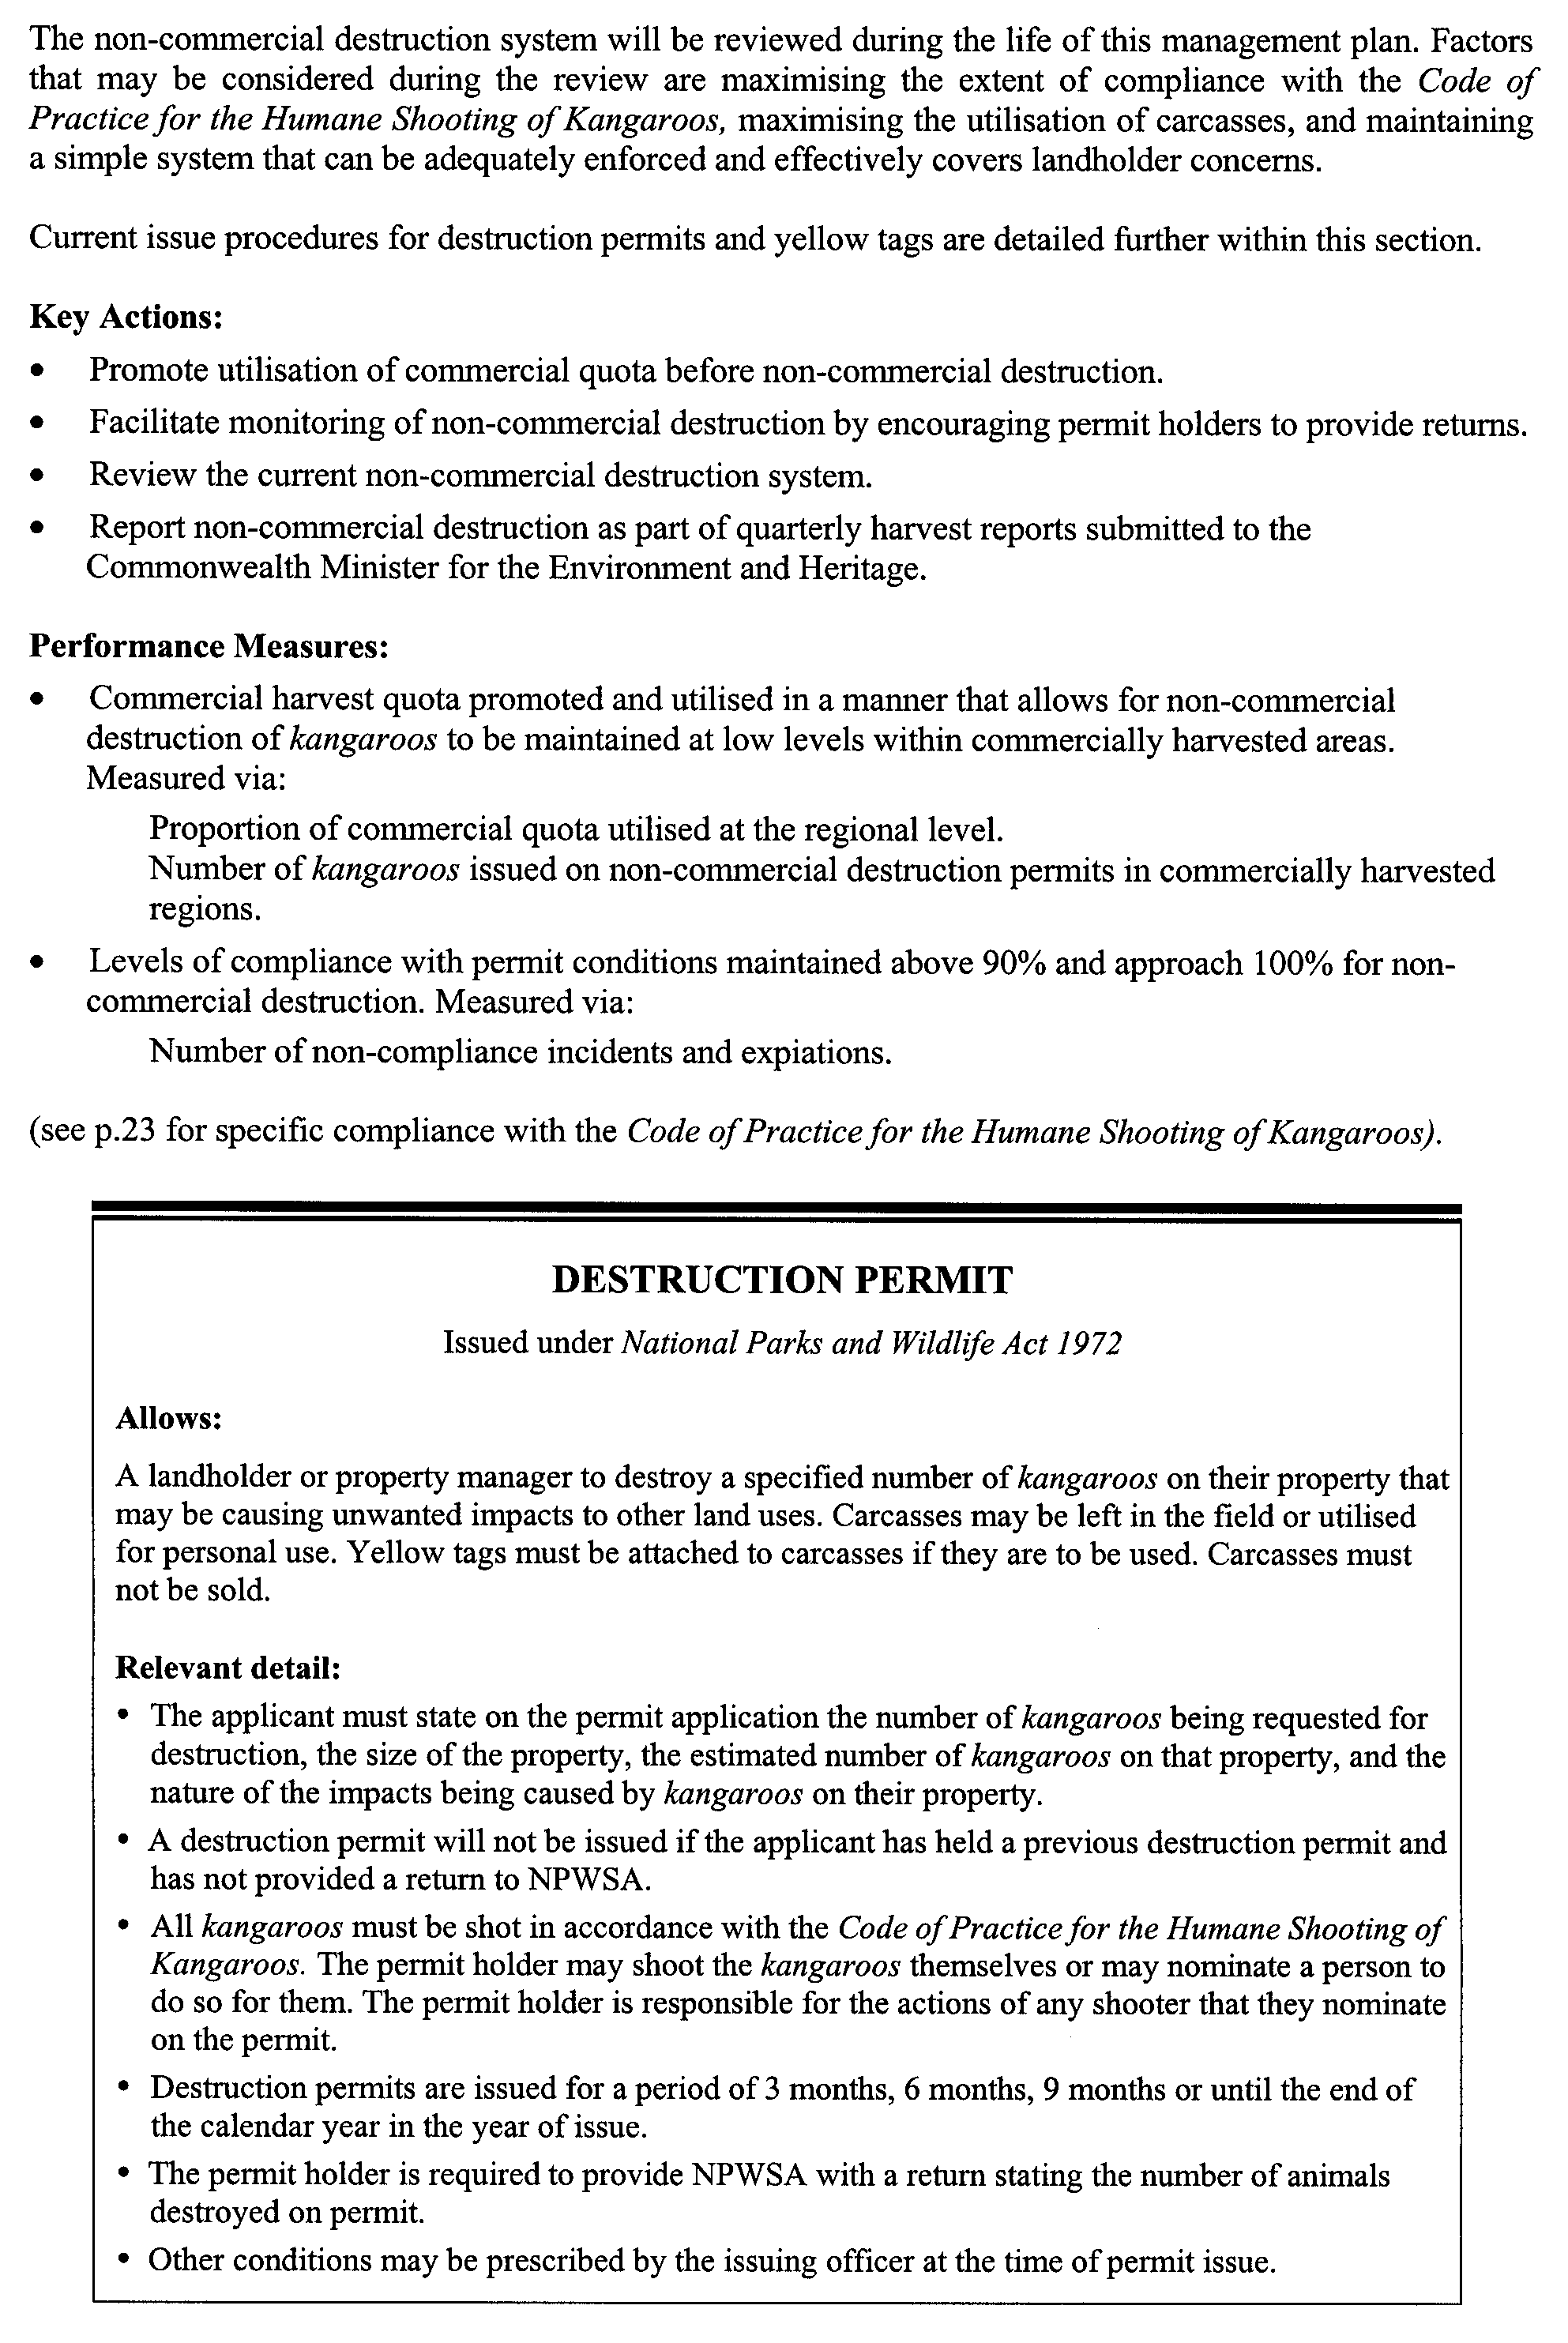 The non-commercial destruction system will be reviewed during the life of this management plan. Factors
that may be considered during the review are maximising the extent of compliance with the Code of
Practice for the Humane Shooting of Kangaroos, maximising the utilisation of carcasses, and maintaining
a simple system that can be adequately enforced and effectively covers landholder concerns.
Current issue procedures for destruction permits and yellow tags are detailed further within this section.
Key Actions:
• Promote utilisation of commercial quota before non-commercial destruction.
• Facilitate monitoring of non-commercial destruction by encouraging permit holders to provide returns.
• Review the current non-commercial destruction system.
• Report non-commercial destruction as part of quarterly harvest reports submitted to the
Commonwealth Minister for the Environment and Heritage.
Performance Measures:
• Commercial harvest quota promoted and utilised in a manner that allows for non-commercial
destruction of kangaroos to be maintained at low levels within commercially harvested areas.
Measured via:
Proportion of commercial quota utilised at the regional level.
Number of kangaroos issued on non-commercial destruction permits in commercially harvested
regions.
• Levels of compliance with permit conditions maintained above 90% and approach 100% for non-
commercial destruction. Measured via:
Number of non-compliance incidents and expiations.
(see p.23 for specific compliance with the Code of Practice for the Humane Shooting of Kangaroos).
DESTRUCTION PERMIT
Issued under National Parks and Wildlife Act 1972
Allows:
A landholder or property manager to destroy a specified number of kangaroos on their property that
may be causing unwanted impacts to other land uses. Carcasses may be left in the field or utilised
for personal use. Yellow tags must be attached to carcasses if they are to be used. Carcasses must
not be sold.
Relevant detail:
• The applicant must state on the permit application the number of kangaroos being requested for
destruction, the size of the property, the estimated number of kangaroos on that property, and the
nature of the impacts being caused by kangaroos on their property.
• A destruction permit will not be issued if the applicant has held a previous destruction permit and
has not provided a return to NPWSA.
• All kangaroos must be shot in accordance with the Code of Practice for the Humane Shooting of
Kangaroos. The permit holder may shoot the kangaroos themselves or may nominate a person to
do so for them. The permit holder is responsible for the actions of any shooter that they nominate
on the permit.
• Destruction permits are issued for a period of 3 months, 6 months, 9 months or until the end of
the calendar year in the year of issue.
• The permit holder is required to provide NPWSA with a return stating the number of animals
destroyed on permit.
• Other conditions may be prescribed by the issuing officer at the time of permit issue.